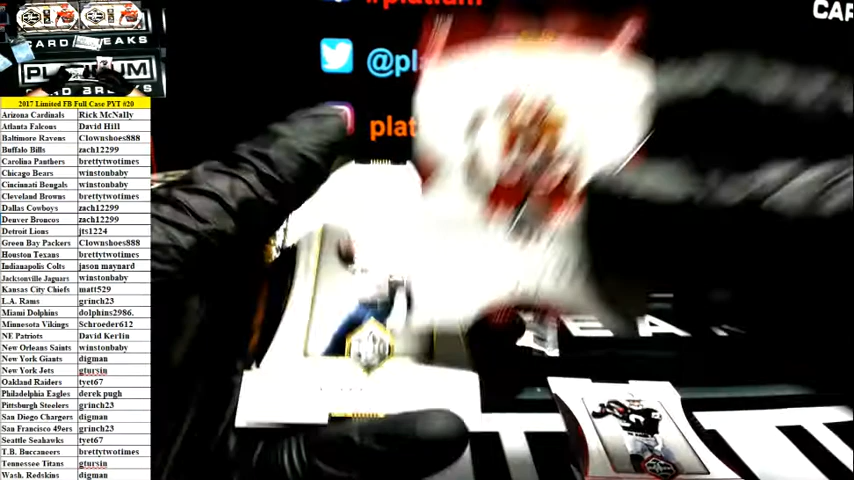 CARD BREAKS
PLATINUM
CARD BREAKS
2017 Limited FB Full Case PYT #20
Arizona Cardinals Rick McNally
Atlanta Falcons David Hill
Baltimore Ravens Clownshoes888
Buffalo Bills zach12299
Carolina Panthers brettytwotimes
Chicago Bears winstonbaby
Cincinnati Bengals winstonbaby
Cleveland Browns brettytwotimes
Dallas Cowboys zach12299
Denver Broncos zach12299
Detroit Lions jts1224
Green Bay Packers Clownshoes888
Houston Texans brettytwotimes
Indianapolis Colts jason maynard
Jacksonville Jaguars winstonbaby
Kansas City Chiefs matt529
L.A. Rams grinch23
Miami Dolphins dolphins2986.
Minnesota Vikings Schroeder612
NE Patriots David Kerlin
New Orleans Saints winstonbaby
New York Giants digman
New York Jets gtursin
Oakland Raiders tyet67
Philadelphia Eagles derek pugh
Pittsburgh Steelers grinch23
San Diego Chargers digman
San Francisco 49ers grinch23
Seattle Seahawks tyet67
T.B. Buccaneers brettytwotimes
Tennessee Titans gtursin
Wash. Redskins digman
#platinum
@pl
plat
CAR
TEAM